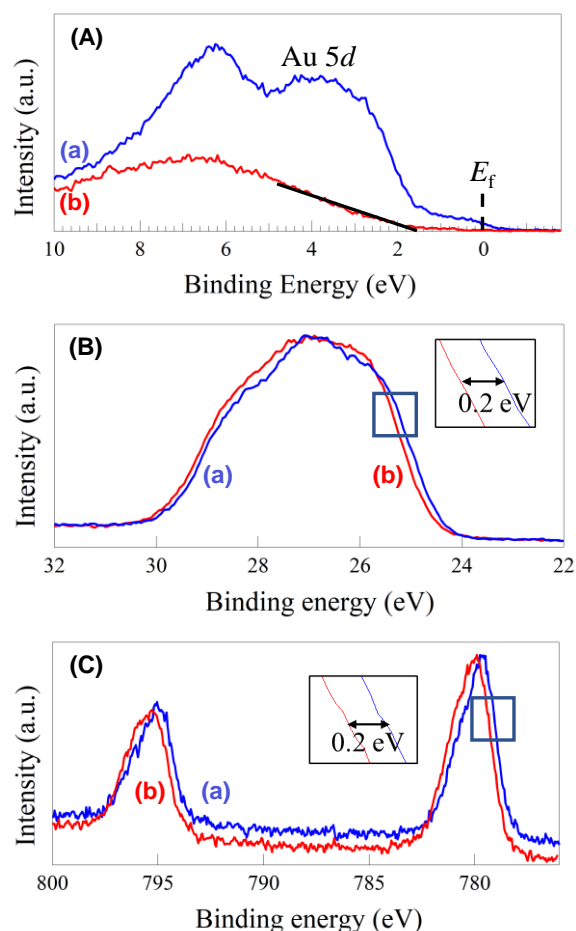 (A)
Au 5d
Intensity (a.u.)
(a)
(b)
Ef
10 8 6 4 2 0
Binding Energy (eV)
(B)
0.2 eV
Intensity (a.u.)
(a)
(b)
32 30 28 26 24 22
Binding energy (eV)
(C)
0.2 eV
Intensity (a.u.)
(b)
(a)
800 795 790 785 780
Binding energy (eV)